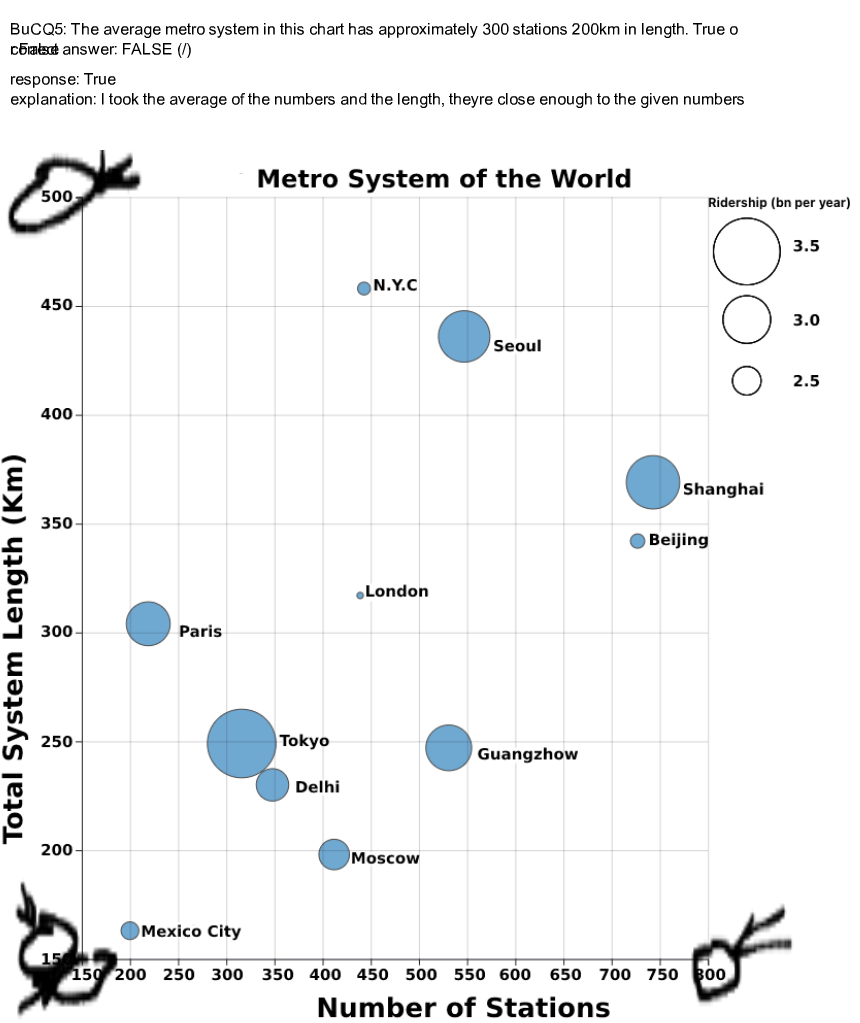 BuCQ5: The average metro system in this chart has approximately 300 stations 200km in length. True o
r False
correct answer: FALSE (/)
response: True
explanation: I took the average of the numbers and the length, theyre close enough to the given numbers
Metro System of the World
Ridership (bn per year)
3.5
3.0
2.5
500
450
400
350
300
250
200
150
N.Y.C
Seoul
Shanghai
Beijing
London
Paris
Tokyo
Guangzhow
Delhi
Moscow
Mexico City
Total System Length (Km)
150 200 250 300 350 400 450 500 550 600 650 700 750 800
Number of Stations